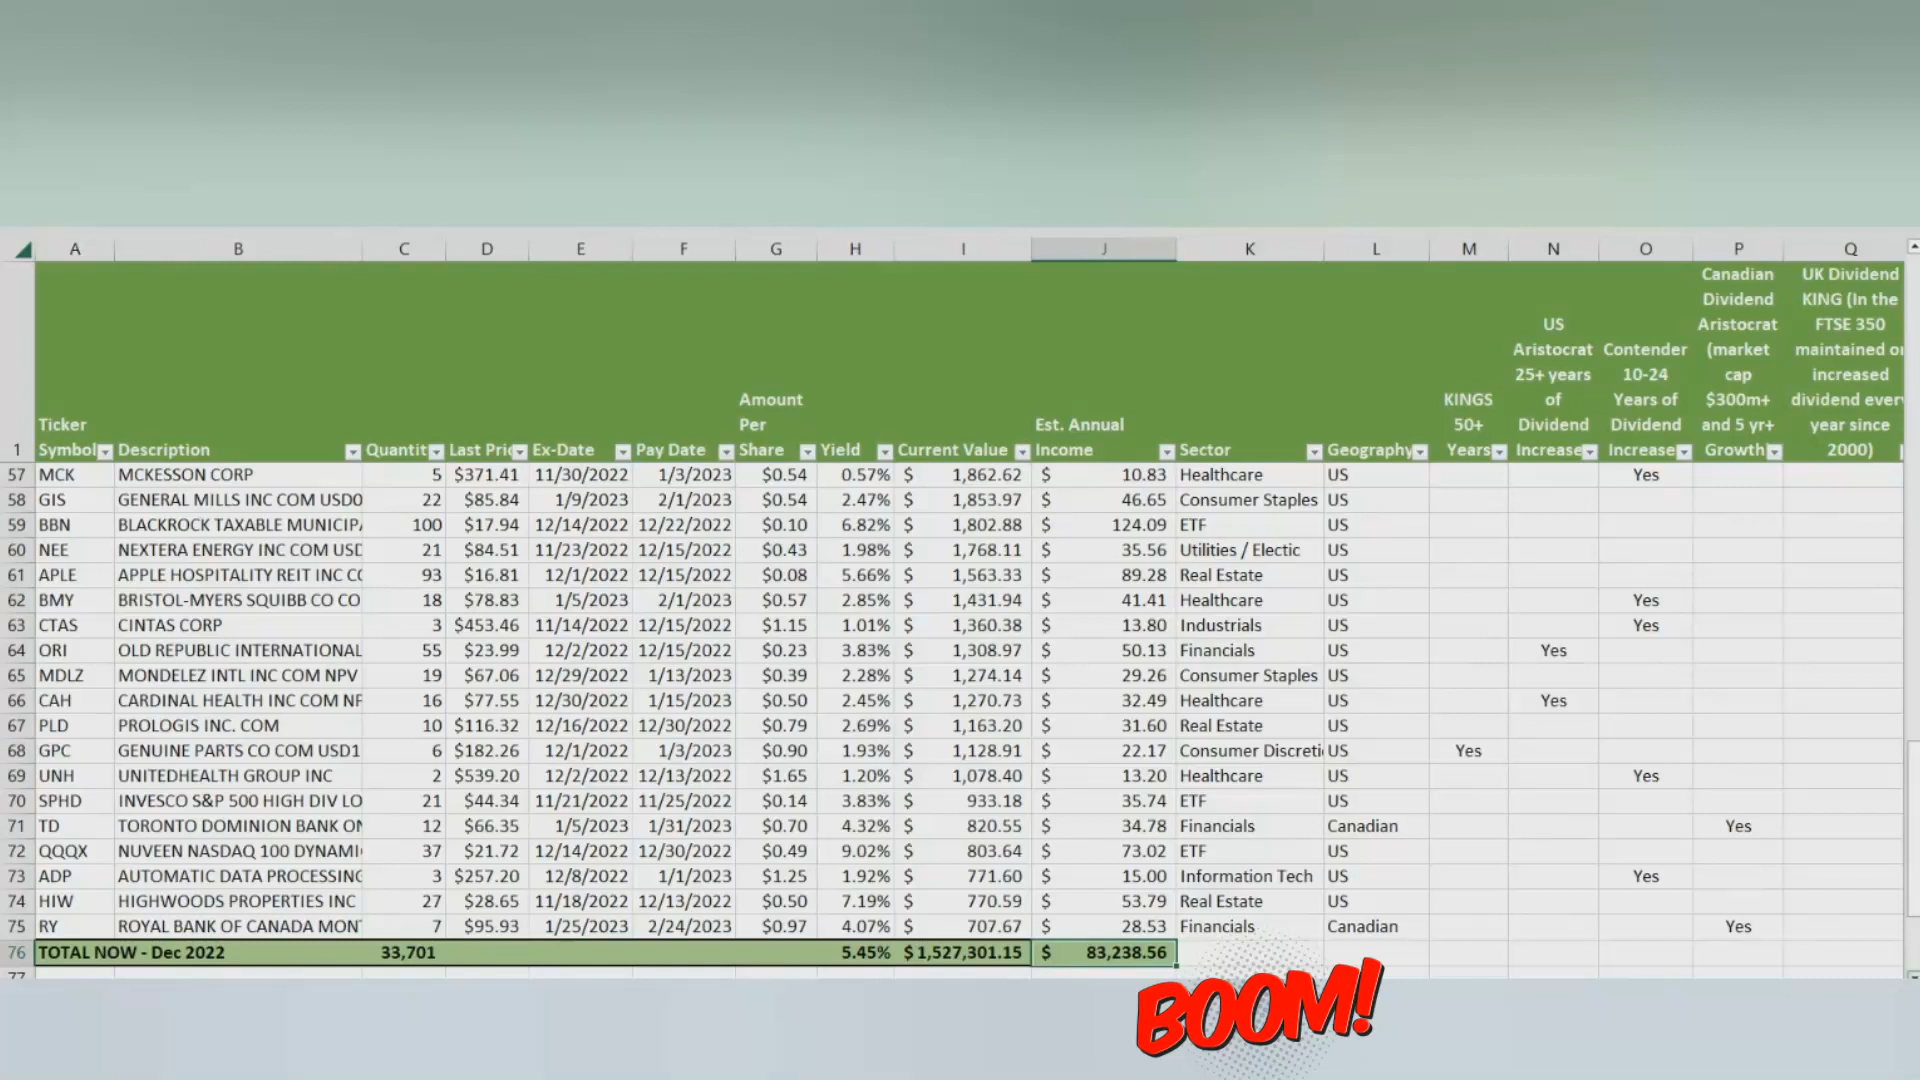 A B C D E F G H I J K L M N O P Q
1 Ticker Symbol Description Quantit Last Pric Ex-Date Pay Date Amount Per Share Yield Current Value Est. Annual Income Sector Geography KINGS 50+ Years US Aristocrat 25+ years of Dividend Increase Contender 10-24 Years of Dividend Increase Canadian Dividend Aristocrat (market cap $300m+ and 5 yr+ Growth UK Dividend KING (In the FTSE 350 maintained or increased dividend every year since 2000)
57 MCK MCKESSON CORP 5 $371.41 11/30/2022 1/3/2023 $0.54 0.57% $ 1,862.62 $ 10.83 Healthcare US Yes
58 GIS GENERAL MILLS INC COM USD0 22 $85.84 1/9/2023 2/1/2023 $0.54 2.47% $ 1,853.97 $ 46.65 Consumer Staples US
59 BBN BLACKROCK TAXABLE MUNICIPA 100 $17.94 12/14/2022 12/22/2022 $0.10 6.82% $ 1,802.88 $ 124.09 ETF US
60 NEE NEXTERA ENERGY INC COM USD 21 $84.51 11/23/2022 12/15/2022 $0.43 1.98% $ 1,768.11 $ 35.56 Utilities / Electic US
61 APLE APPLE HOSPITALITY REIT INC CO 93 $16.81 12/1/2022 12/15/2022 $0.08 5.66% $ 1,563.33 $ 89.28 Real Estate US
62 BMY BRISTOL-MYERS SQUIBB CO CO 18 $78.83 1/5/2023 2/1/2023 $0.57 2.85% $ 1,431.94 $ 41.41 Healthcare US Yes
63 CTAS CINTAS CORP 3 $453.46 11/14/2022 12/15/2022 $1.15 1.01% $ 1,360.38 $ 13.80 Industrials US Yes
64 ORI OLD REPUBLIC INTERNATIONAL 55 $23.99 12/2/2022 12/15/2022 $0.23 3.83% $ 1,308.97 $ 50.13 Financials US Yes
65 MDLZ MONDELEZ INTL INC COM NPV 19 $67.06 12/29/2022 1/13/2023 $0.39 2.28% $ 1,274.14 $ 29.26 Consumer Staples US
66 CAH CARDINAL HEALTH INC COM NP 16 $77.55 12/30/2022 1/15/2023 $0.50 2.45% $ 1,270.73 $ 32.49 Healthcare US Yes
67 PLD PROLOGIS INC. COM 10 $116.32 12/16/2022 12/30/2022 $0.79 2.69% $ 1,163.20 $ 31.60 Real Estate US
68 GPC GENUINE PARTS CO COM USD1 6 $182.26 12/1/2022 1/3/2023 $0.90 1.93% $ 1,128.91 $ 22.17 Consumer Discreti US Yes
69 UNH UNITEDHEALTH GROUP INC 2 $539.20 12/2/2022 12/13/2022 $1.65 1.20% $ 1,078.40 $ 13.20 Healthcare US Yes
70 SPHD INVESCO S&P 500 HIGH DIV LO 21 $44.34 11/21/2022 11/25/2022 $0.14 3.83% $ 933.18 $ 35.74 ETF US
71 TD TORONTO DOMINION BANK ON 12 $66.35 1/5/2023 1/31/2023 $0.70 4.32% $ 820.55 $ 34.78 Financials Canadian Yes
72 QQQX NUVEEN NASDAQ 100 DYNAMI 37 $21.72 12/14/2022 12/30/2022 $0.49 9.02% $ 803.64 $ 73.02 ETF US
73 ADP AUTOMATIC DATA PROCESSING 3 $257.20 12/8/2022 1/1/2023 $1.25 1.92% $ 771.60 $ 15.00 Information Tech US Yes
74 HIW HIGHWOODS PROPERTIES INC 27 $28.65 11/18/2022 12/13/2022 $0.50 7.19% $ 770.59 $ 53.79 Real Estate US
75 RY ROYAL BANK OF CANADA MON 7 $95.93 1/25/2023 2/24/2023 $0.97 4.07% $ 707.67 $ 28.53 Financials Canadian Yes
76 TOTAL NOW - Dec 2022 33,701 5.45% $ 1,527,301.15 $ 83,238.56
77
BOOM!